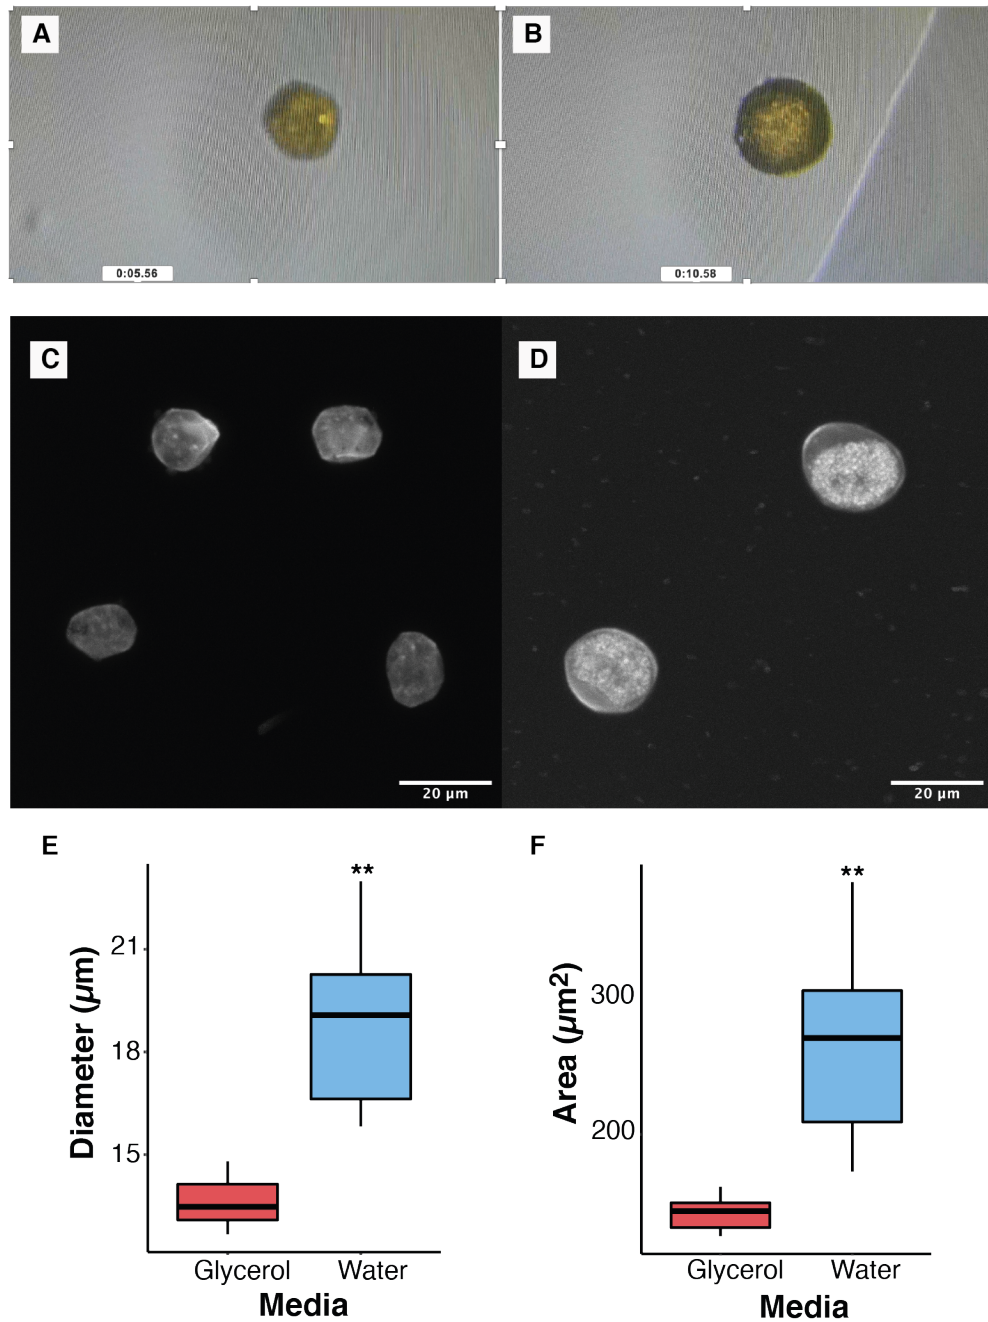 A
B
0:05.56
0:10.58
C
D
20 µm
20 µm
E
F
**
**
Diameter (µm)
21
18
15
Area (µm2)
300
200
Glycerol
Water
Glycerol
Water
Media
Media